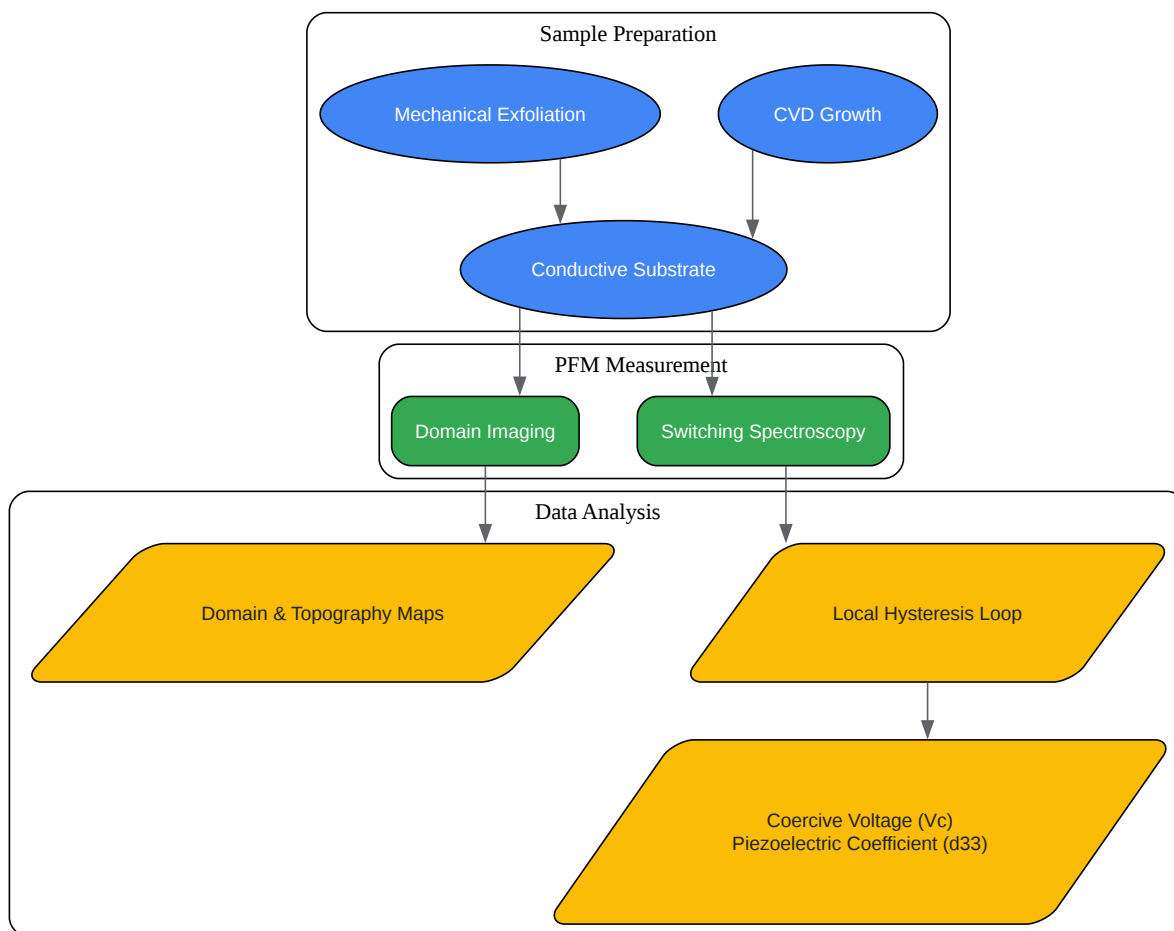 Sample Preparation
Mechanical Exfoliation
CVD Growth
Conductive Substrate
PFM Measurement
Domain Imaging
Switching Spectroscopy
Data Analysis
Domain & Topography Maps
Local Hysteresis Loop
Coercive Voltage (Vc)
Piezoelectric Coefficient (d33)